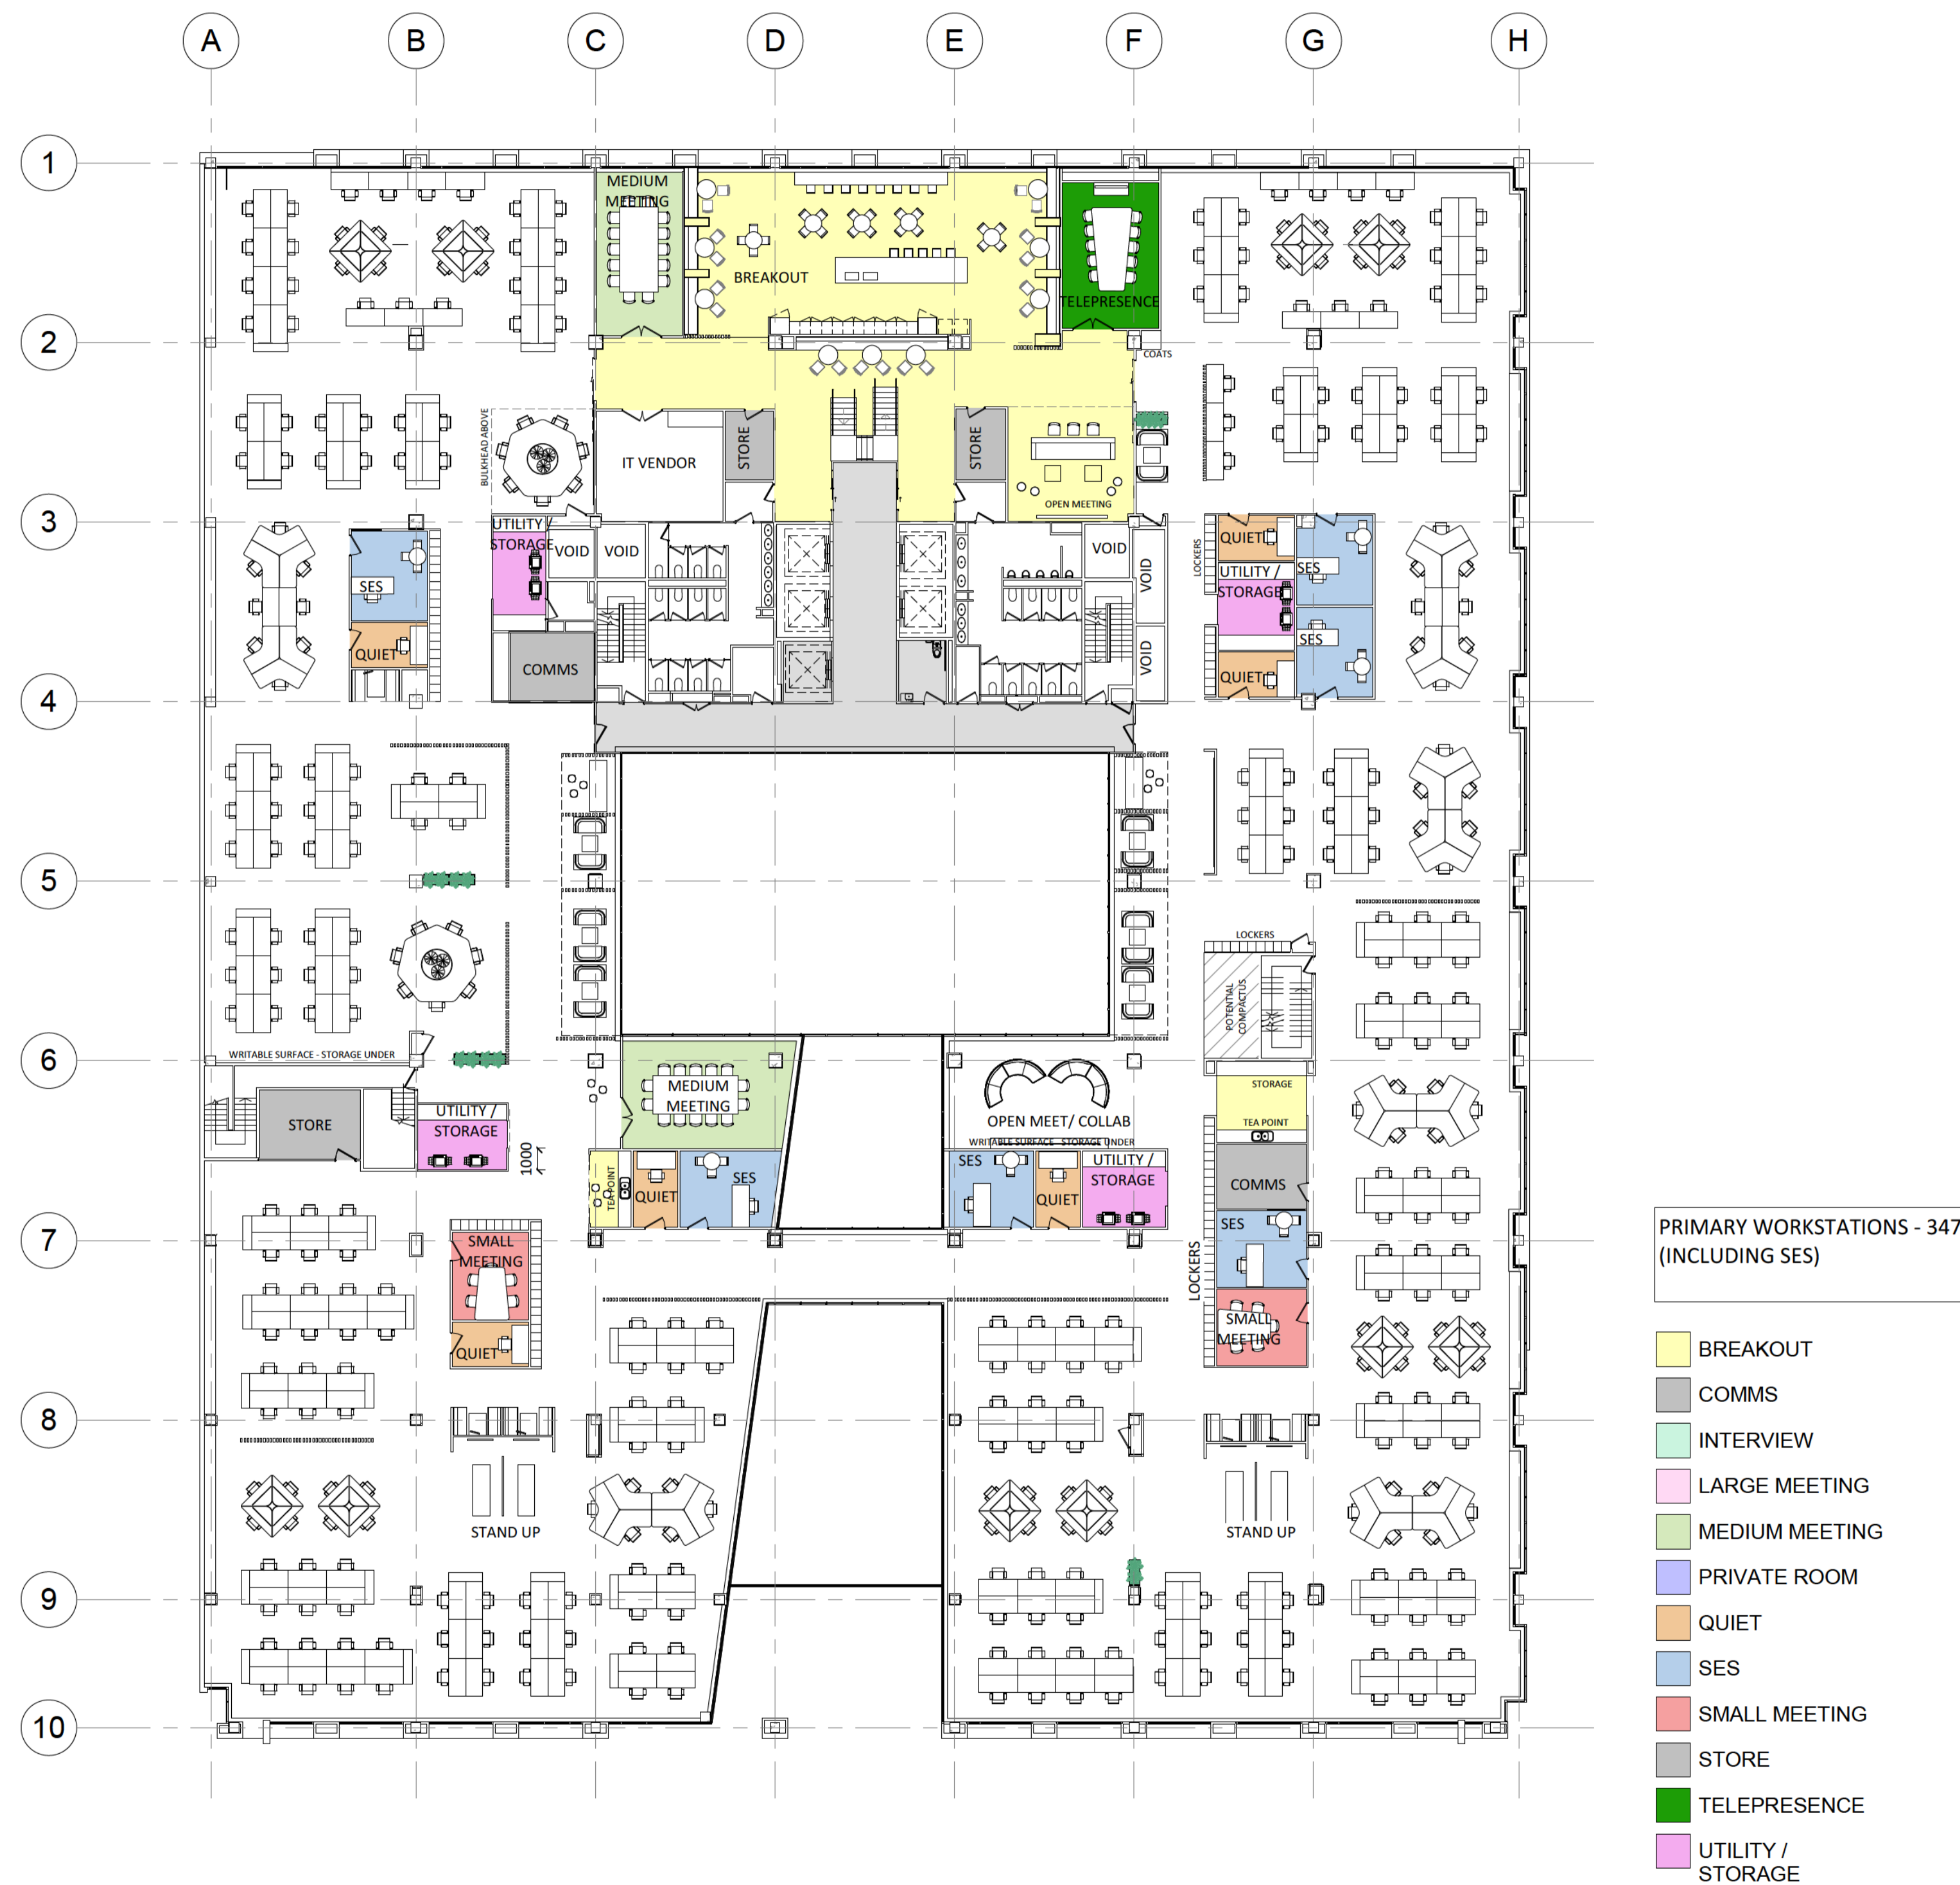 A B C D E F G H
1
MEDIUM
MEETING
BREAKOUT
TELEPRESENCE
2
COATS
BULKHEAD ABOVE
IT VENDOR
STORE
STORE
OPEN MEETING
3
UTILITY /
STORAGE
VOID
VOID
VOID
VOID
LOCKERS
QUIET
SES
UTILITY /
STORAGE
SES
QUIET
COMMS
VOID
SES
QUIET
4
5
LOCKERS
POTENTIAL
COMPACTUS
6
WRITABLE SURFACE - STORAGE UNDER
STORE
UTILITY /
STORAGE
1000
MEDIUM
MEETING
OPEN MEET/ COLLAB
WRITABLE SURFACE - STORAGE UNDER
STORAGE
TEA POINT
TEA POINT
QUIET
SES
SES
QUIET
UTILITY /
STORAGE
COMMS
7
SMALL
MEETING
QUIET
SES
LOCKERS
SMALL
MEETING
PRIMARY WORKSTATIONS - 347
(INCLUDING SES)
8
STAND UP
STAND UP
9
10
BREAKOUT
COMMS
INTERVIEW
LARGE MEETING
MEDIUM MEETING
PRIVATE ROOM
QUIET
SES
SMALL MEETING
STORE
TELEPRESENCE
UTILITY /
STORAGE